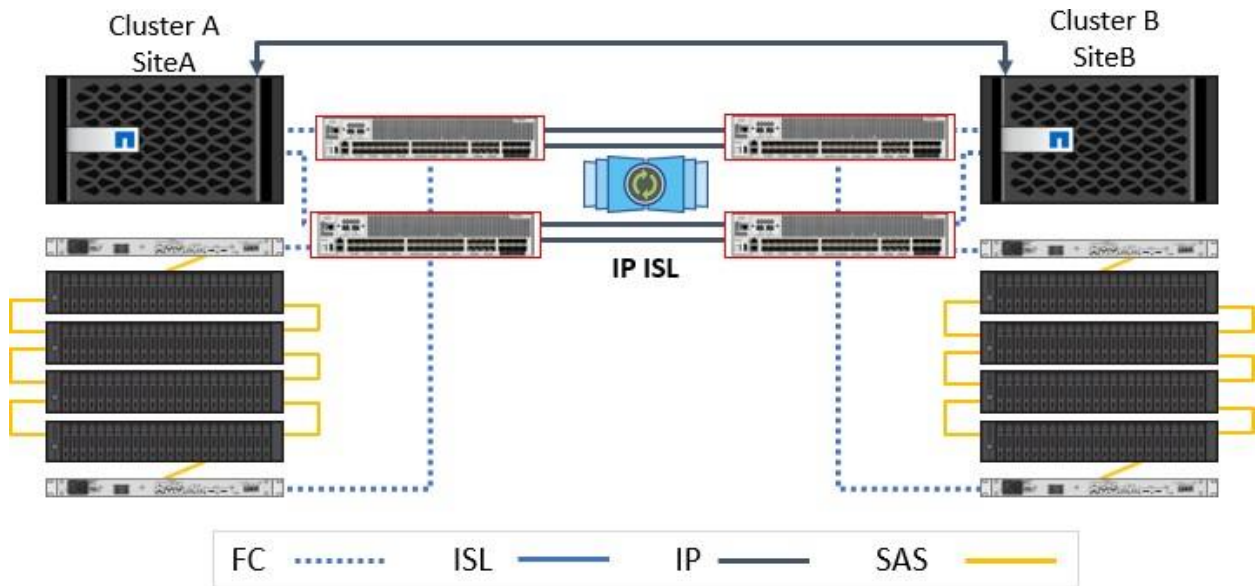 Cluster A
SiteA
Cluster B
SiteB
IP ISL
FC
ISL
IP
SAS